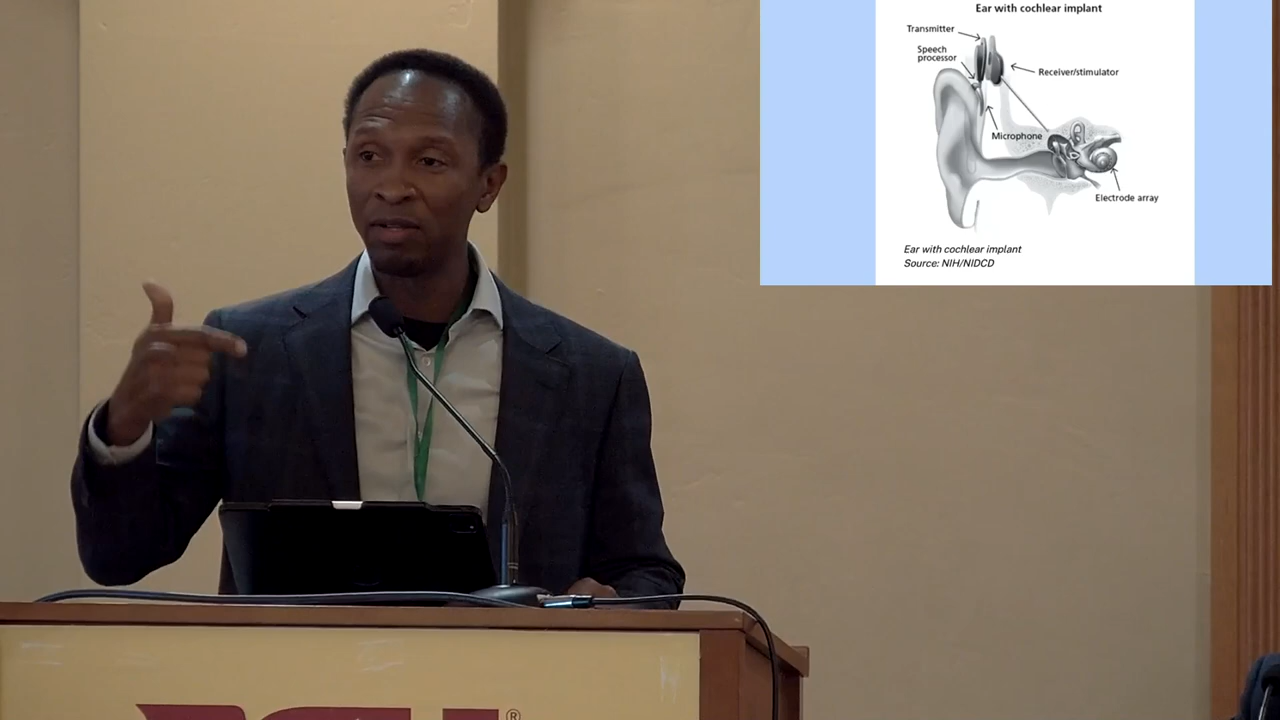 Ear with cochlear implant
Transmitter
Speech
processor
Receiver/stimulator
Microphone
Electrode array
Ear with cochlear implant
Source: NIH/NIDCD
®